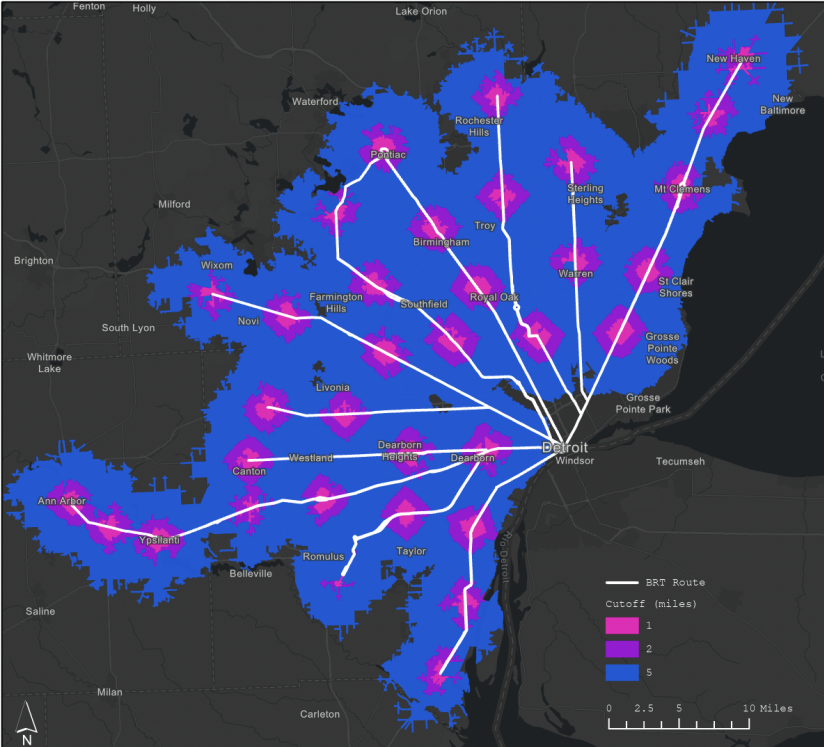 Fenton
Holly
Lake Orion
New Haven
New
Baltimore
Waterford
Rochester
Hills
Pontiac
Sterling
Heights
Mt Clemens
Milford
Troy
Birmingham
Brighton
Wixom
Warren
St Clair
Shores
Farmington
Hills
Southfield
Royal Oak
Novi
South Lyon
Grosse
Pointe
Woods
Whitmore
Lake
Livonia
Grosse
Pointe Park
Detroit
Windsor
Dearborn
Heights
Dearborn
Westland
Canton
Tecumseh
Ann Arbor
Ypsilanti
Rio Detroit
Romulus
Taylor
Belleville
Saline
Milan
Carleton
BRT Route
Cutoff (miles)
1
2
5
0 2.5 5 10 Miles
N